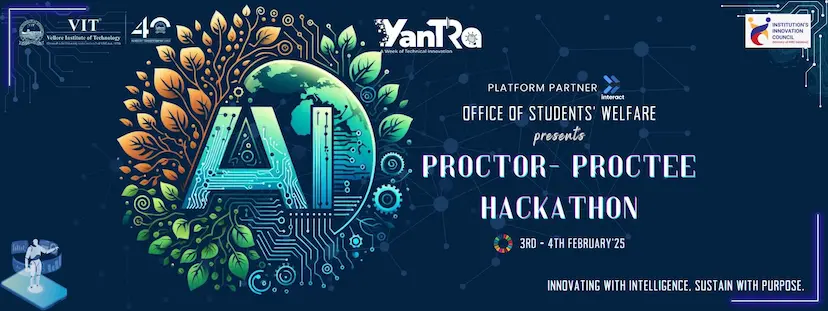 VIT
Vellore Institute of Technology
40
YanTRa
A Week of Technical Innovation
INSTITUTION'S
INNOVATION
COUNCIL
PLATFORM PARTNER
interact
OFFICE OF STUDENTS' WELFARE
presents
PROCTOR- PROCTEE
HACKATHON
3RD - 4TH FEBRUARY'25
AI
INNOVATING WITH INTELLIGENCE, SUSTAIN WITH PURPOSE.